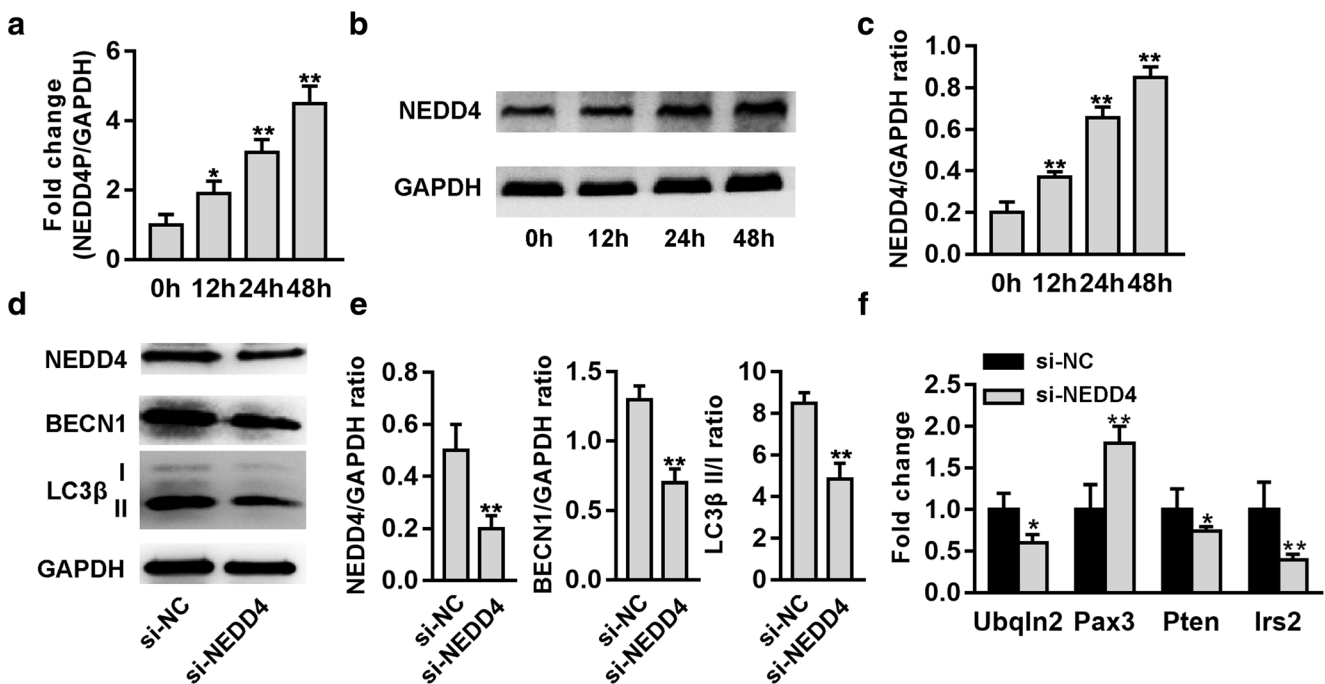 a
Fold change
(NEDD4P/GAPDH)
6
4
2
0
*
**
**
0h 12h 24h 48h
b
NEDD4
GAPDH
0h 12h 24h 48h
c
NEDD4/GAPDH ratio
1.0
0.8
0.6
0.4
0.2
0.0
**
**
**
0h 12h 24h 48h
d
NEDD4
BECN1
LC3β I
II
GAPDH
si-NC si-NEDD4
e
NEDD4/GAPDH ratio
0.8
0.6
0.4
0.2
0.0
**
si-NC si-NEDD4
BECN1/GAPDH ratio
1.5
1.0
0.5
0.0
**
si-NC si-NEDD4
LC3β II/I ratio
10
8
6
4
2
0
**
si-NC si-NEDD4
f
si-NC
si-NEDD4
Fold change
2.5
2.0
1.5
1.0
0.5
0.0
*
**
*
**
Ubqln2 Pax3 Pten Irs2